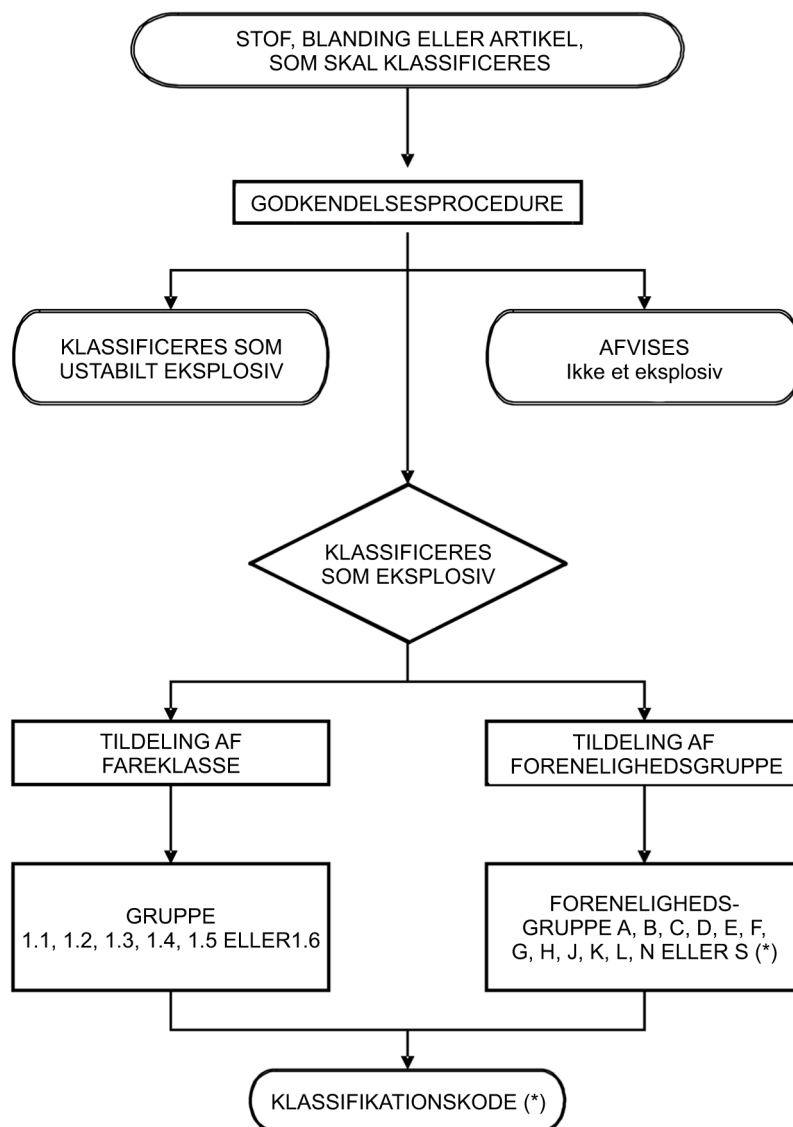 STOF, BLANDING ELLER ARTIKEL,
SOM SKAL KLASSIFICERES
GODKENDELSESPROCEDURE
KLASSIFICERES SOM
USTABILT EKSPLOSIV
AFVISES
Ikke et eksplosiv
KLASSIFICERES
SOM EKSPLOSIV
TILDELING AF
FAREKLASSE
TILDELING AF
FORENELIGHEDSGRUPPE
GRUPPE
1.1, 1.2, 1.3, 1.4, 1.5 ELLER1.6
FORENELIGHEDS-
GRUPPE A, B, C, D, E, F,
G, H, J, K, L, N ELLER S (*)
KLASSIFIKATIONSKODE (*)